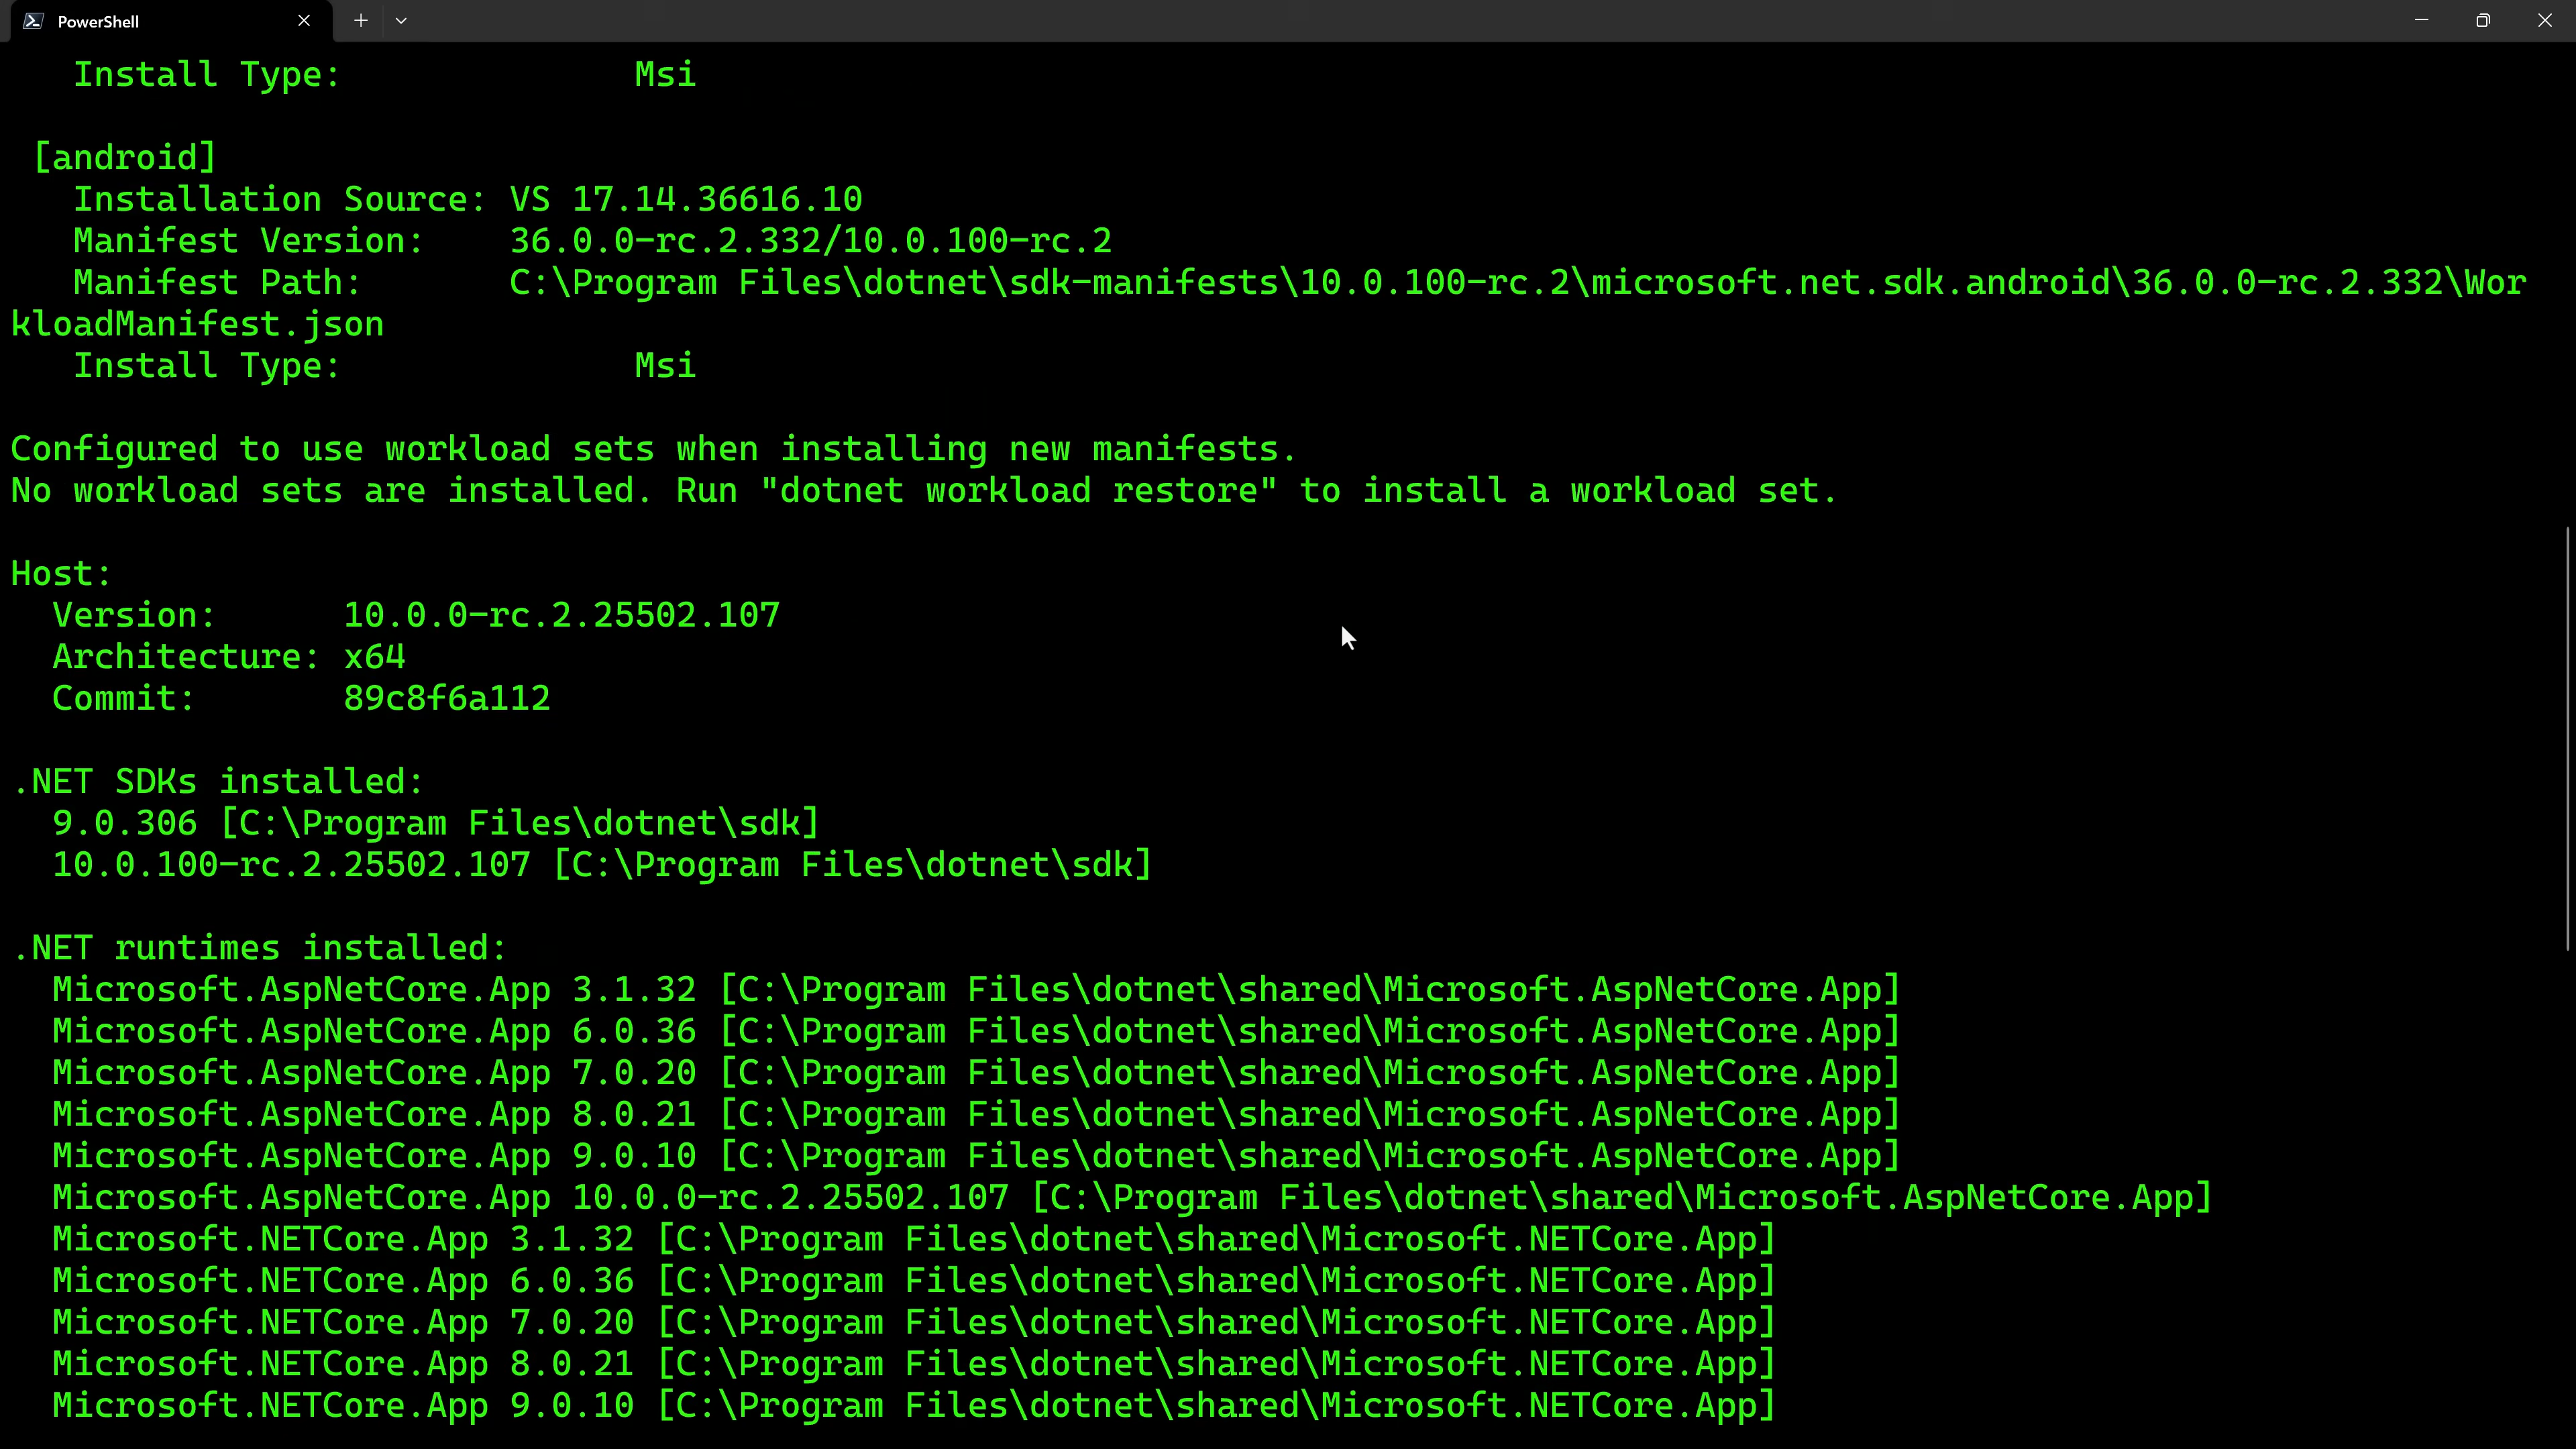 PowerShell
Install Type:              Msi

[android]
Installation Source: VS 17.14.36616.10
Manifest Version:    36.0.0-rc.2.332/10.0.100-rc.2
Manifest Path:       C:\Program Files\dotnet\sdk-manifests\10.0.100-rc.2\microsoft.net.sdk.android\36.0.0-rc.2.332\Wor
kloadManifest.json
Install Type:              Msi

Configured to use workload sets when installing new manifests.
No workload sets are installed. Run "dotnet workload restore" to install a workload set.

Host:
Version:      10.0.0-rc.2.25502.107
Architecture: x64
Commit:       89c8f6a112

.NET SDKs installed:
9.0.306 [C:\Program Files\dotnet\sdk]
10.0.100-rc.2.25502.107 [C:\Program Files\dotnet\sdk]

.NET runtimes installed:
Microsoft.AspNetCore.App 3.1.32 [C:\Program Files\dotnet\shared\Microsoft.AspNetCore.App]
Microsoft.AspNetCore.App 6.0.36 [C:\Program Files\dotnet\shared\Microsoft.AspNetCore.App]
Microsoft.AspNetCore.App 7.0.20 [C:\Program Files\dotnet\shared\Microsoft.AspNetCore.App]
Microsoft.AspNetCore.App 8.0.21 [C:\Program Files\dotnet\shared\Microsoft.AspNetCore.App]
Microsoft.AspNetCore.App 9.0.10 [C:\Program Files\dotnet\shared\Microsoft.AspNetCore.App]
Microsoft.AspNetCore.App 10.0.0-rc.2.25502.107 [C:\Program Files\dotnet\shared\Microsoft.AspNetCore.App]
Microsoft.NETCore.App 3.1.32 [C:\Program Files\dotnet\shared\Microsoft.NETCore.App]
Microsoft.NETCore.App 6.0.36 [C:\Program Files\dotnet\shared\Microsoft.NETCore.App]
Microsoft.NETCore.App 7.0.20 [C:\Program Files\dotnet\shared\Microsoft.NETCore.App]
Microsoft.NETCore.App 8.0.21 [C:\Program Files\dotnet\shared\Microsoft.NETCore.App]
Microsoft.NETCore.App 9.0.10 [C:\Program Files\dotnet\shared\Microsoft.NETCore.App]